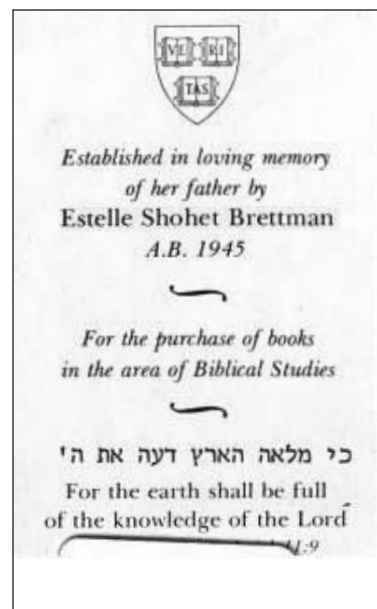 VE RI
TAS
Established in loving memory
of her father by
Estelle Shohet Brettman
A.B. 1945
For the purchase of books
in the area of Biblical Studies
כי מלאה הארץ דעה את ה'
For the earth shall be full
of the knowledge of the Lord
11:9